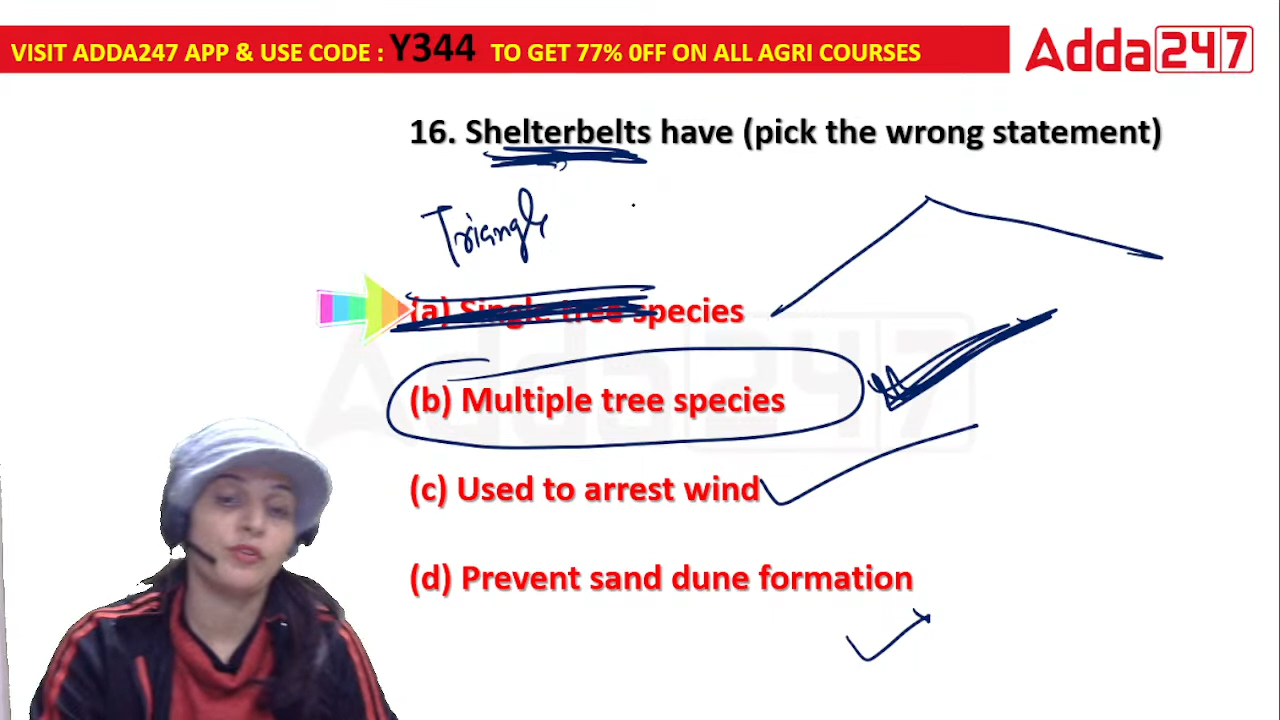 VISIT ADDA247 APP & USE CODE : Y344 TO GET 77% 0FF ON ALL AGRI COURSES
Adda247
16. Shelterbelts have (pick the wrong statement)
Triangle
(a) Single tree species
(b) Multiple tree species
(c) Used to arrest wind
(d) Prevent sand dune formation
Adda247